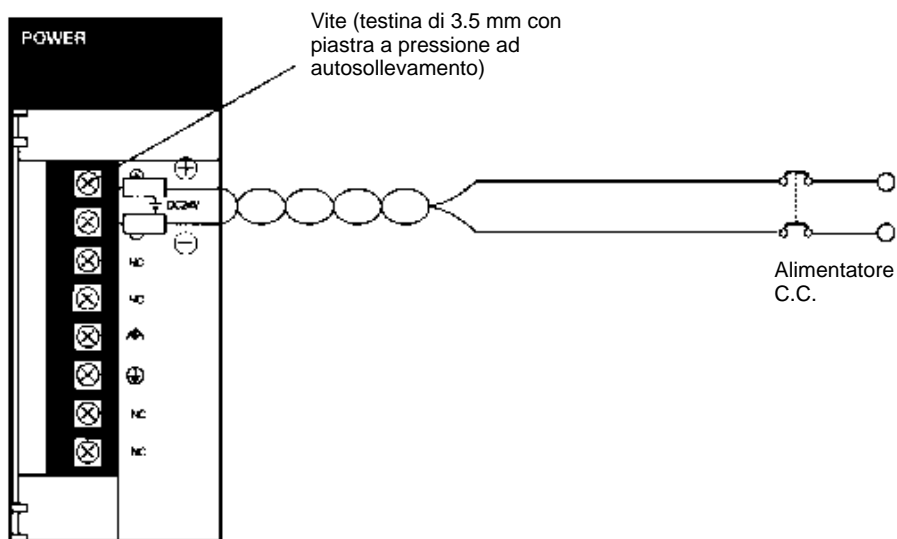 Vite (testina di 3.5 mm con
piastra a pressione ad
autosollevamento)
POWER
DC24V
NC
NC
NC
NC
Alimentatore
C.C.